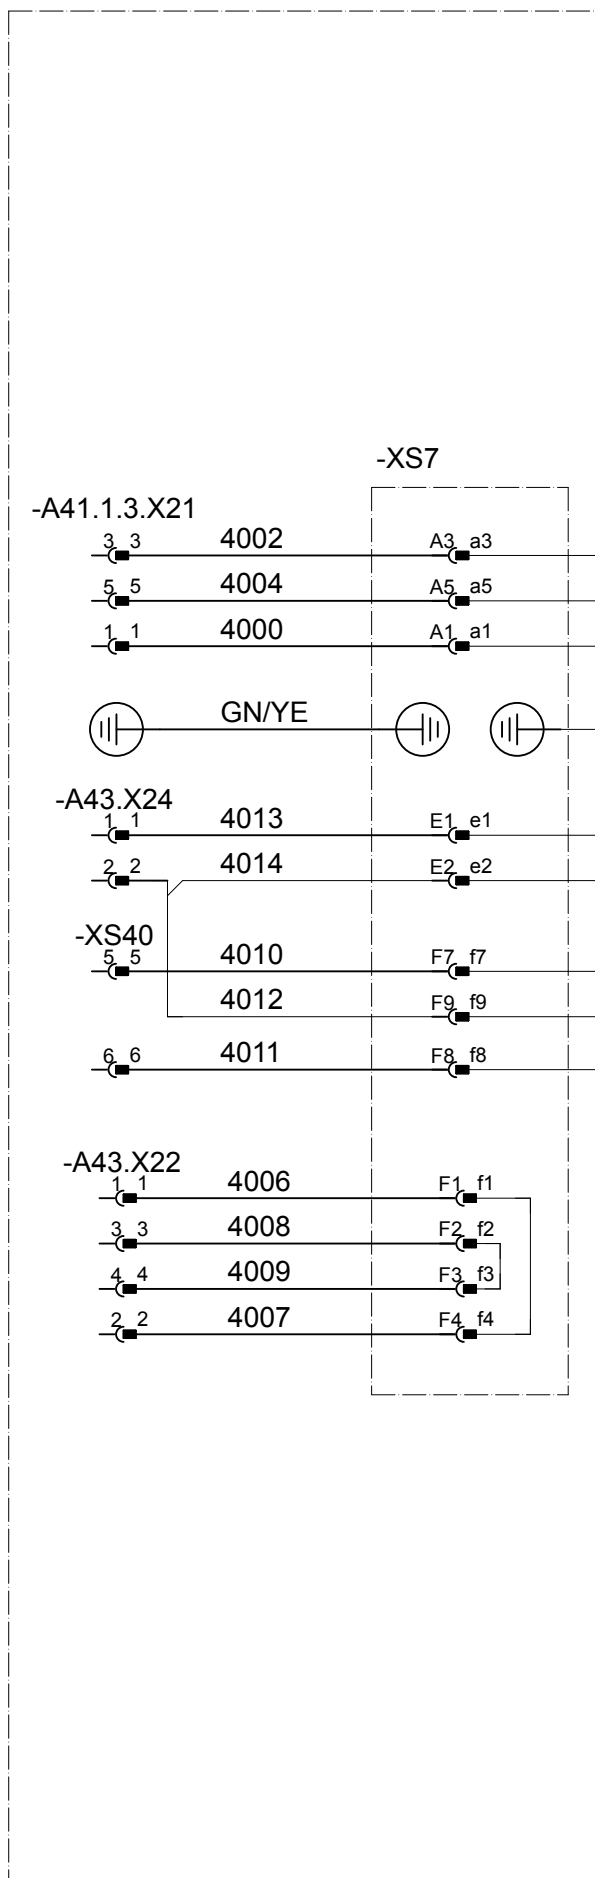 -XS7
-A41.1.3.X21
3 3 4002 A3 a3
5 5 4004 A5 a5
1 1 4000 A1 a1
GN/YE
-A43.X24
1 1 4013 E1 e1
2 2 4014 E2 e2
-XS40
5 5 4010 F7 f7
4012 F9 f9
6 6 4011 F8 f8
-A43.X22
1 1 4006 F1 f1
3 3 4008 F2 f2
4 4 4009 F3 f3
2 2 4007 F4 f4